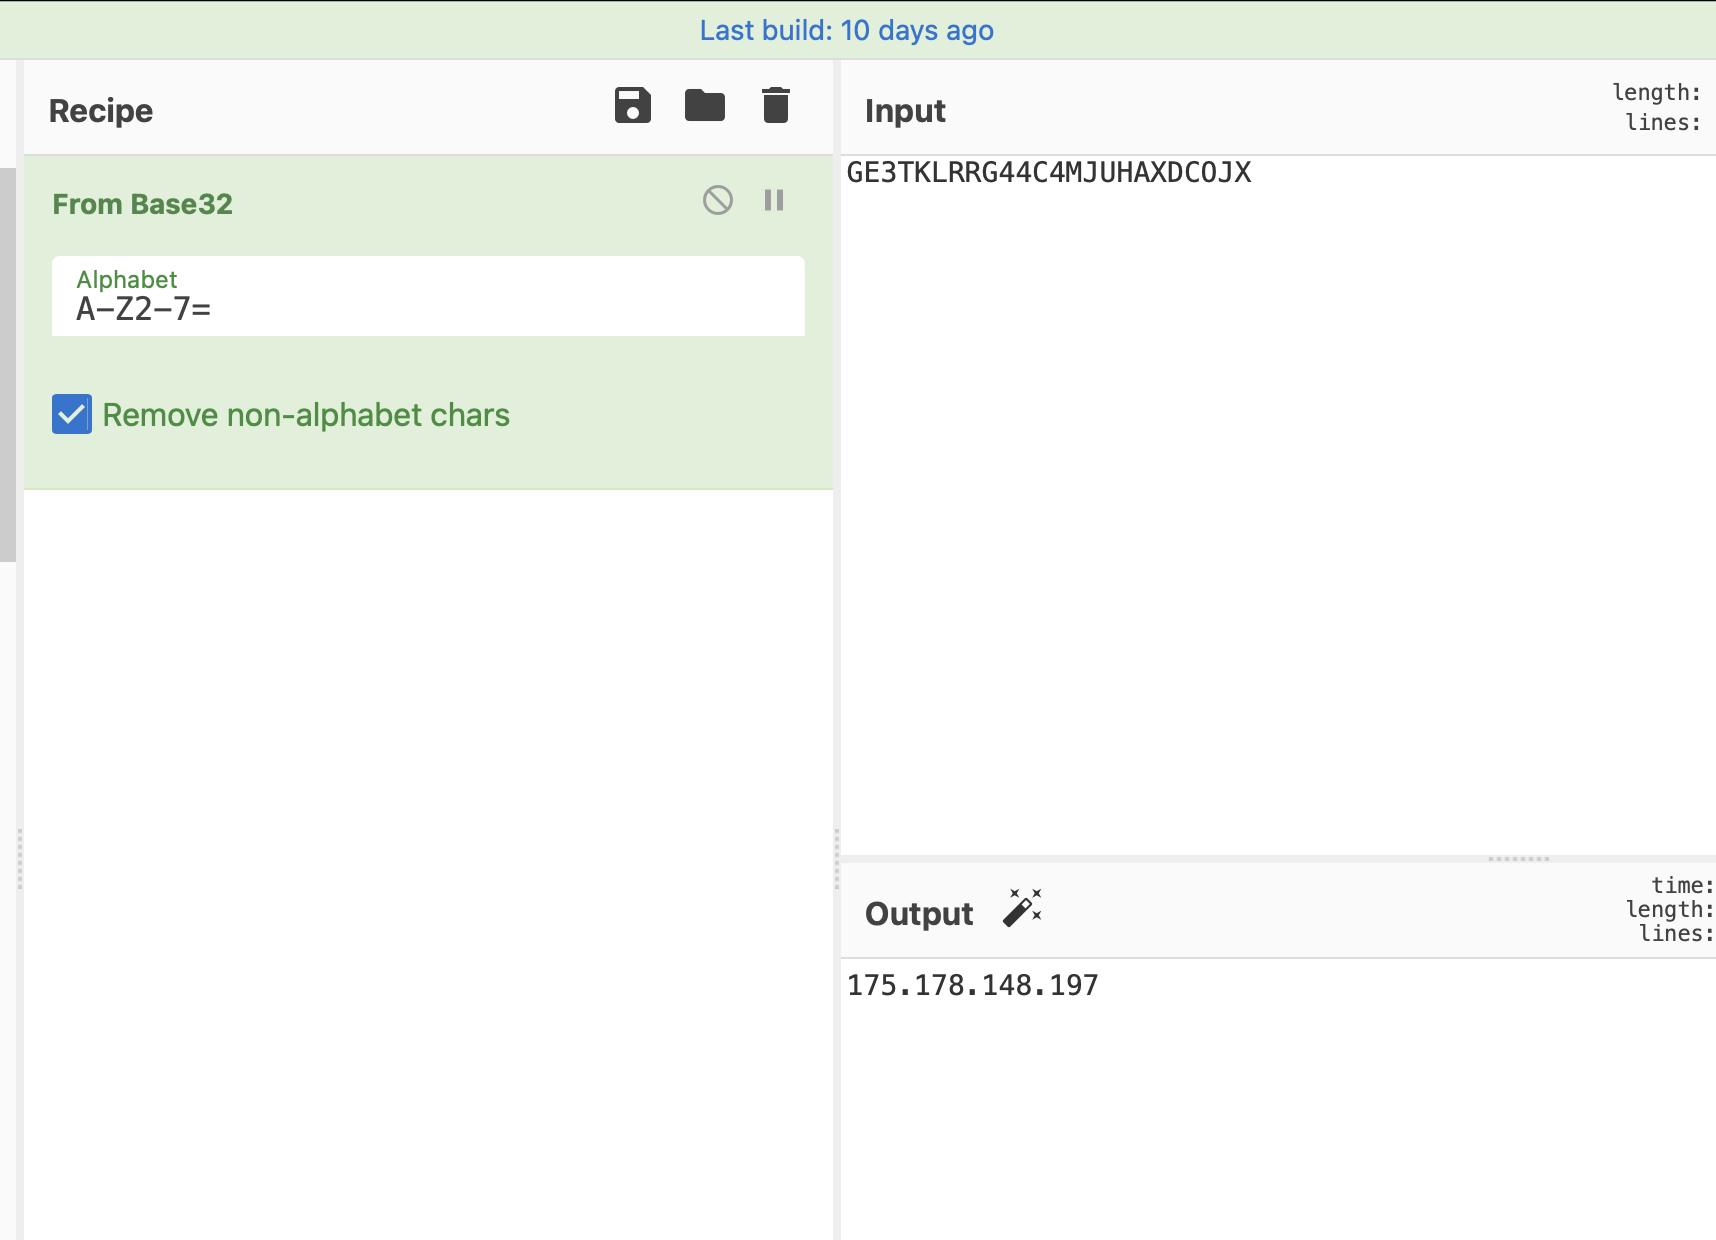 Last build: 10 days ago
Recipe
From Base32
Alphabet
A-Z2-7=
Remove non-alphabet chars
Input
length:
lines:
GE3TKLRRG44C4MJUHAXDCOJX
Output
time:
length:
lines:
175.178.148.197